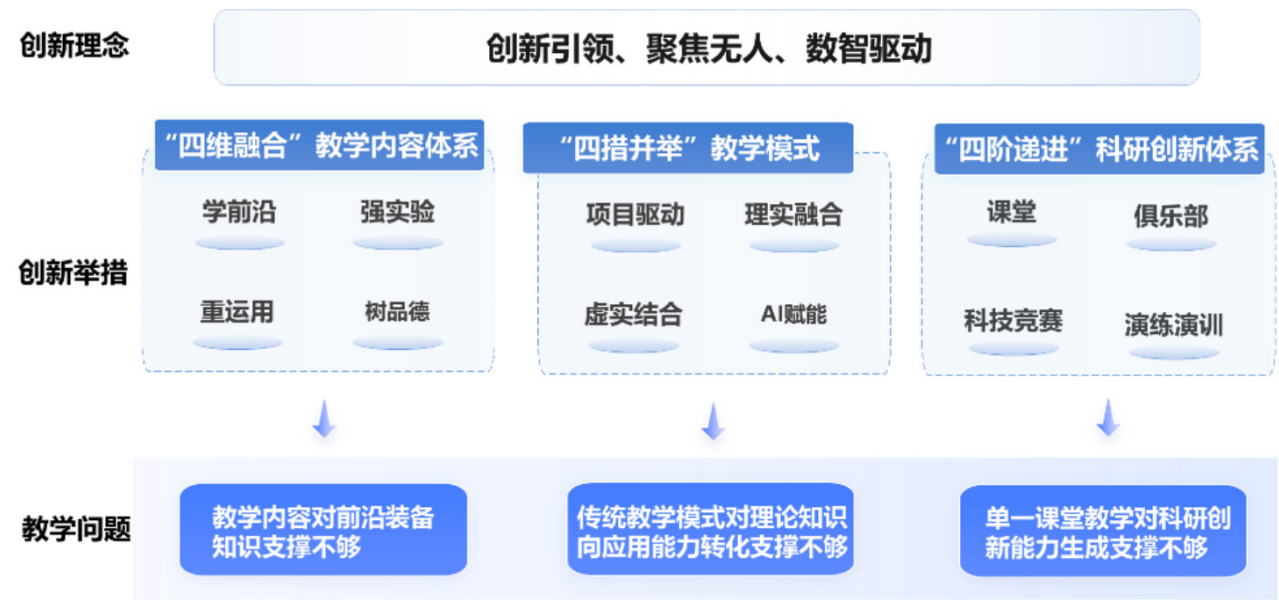 创新理念
创新引领、聚焦无人、数智驱动
创新举措
“四维融合”教学内容体系
学前沿
强实验
重运用
树品德
“四措并举”教学模式
项目驱动
理实融合
虚实结合
AI赋能
“四阶递进”科研创新体系
课堂
俱乐部
科技竞赛
演练演训
教学问题
教学内容对前沿装备
知识支撑不够
传统教学模式对理论知识
向应用能力转化支撑不够
单一课堂教学对科研创
新能力生成支撑不够